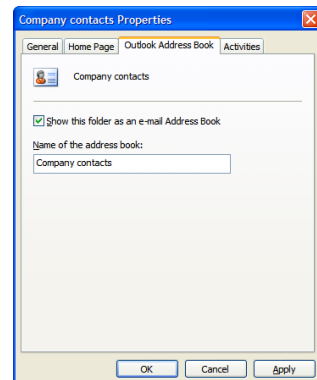 Company contacts Properties
General Home Page Outlook Address Book Activities
Company contacts
Show this folder as an e-mail Address Book
Name of the address book:
Company contacts
OK Cancel Apply